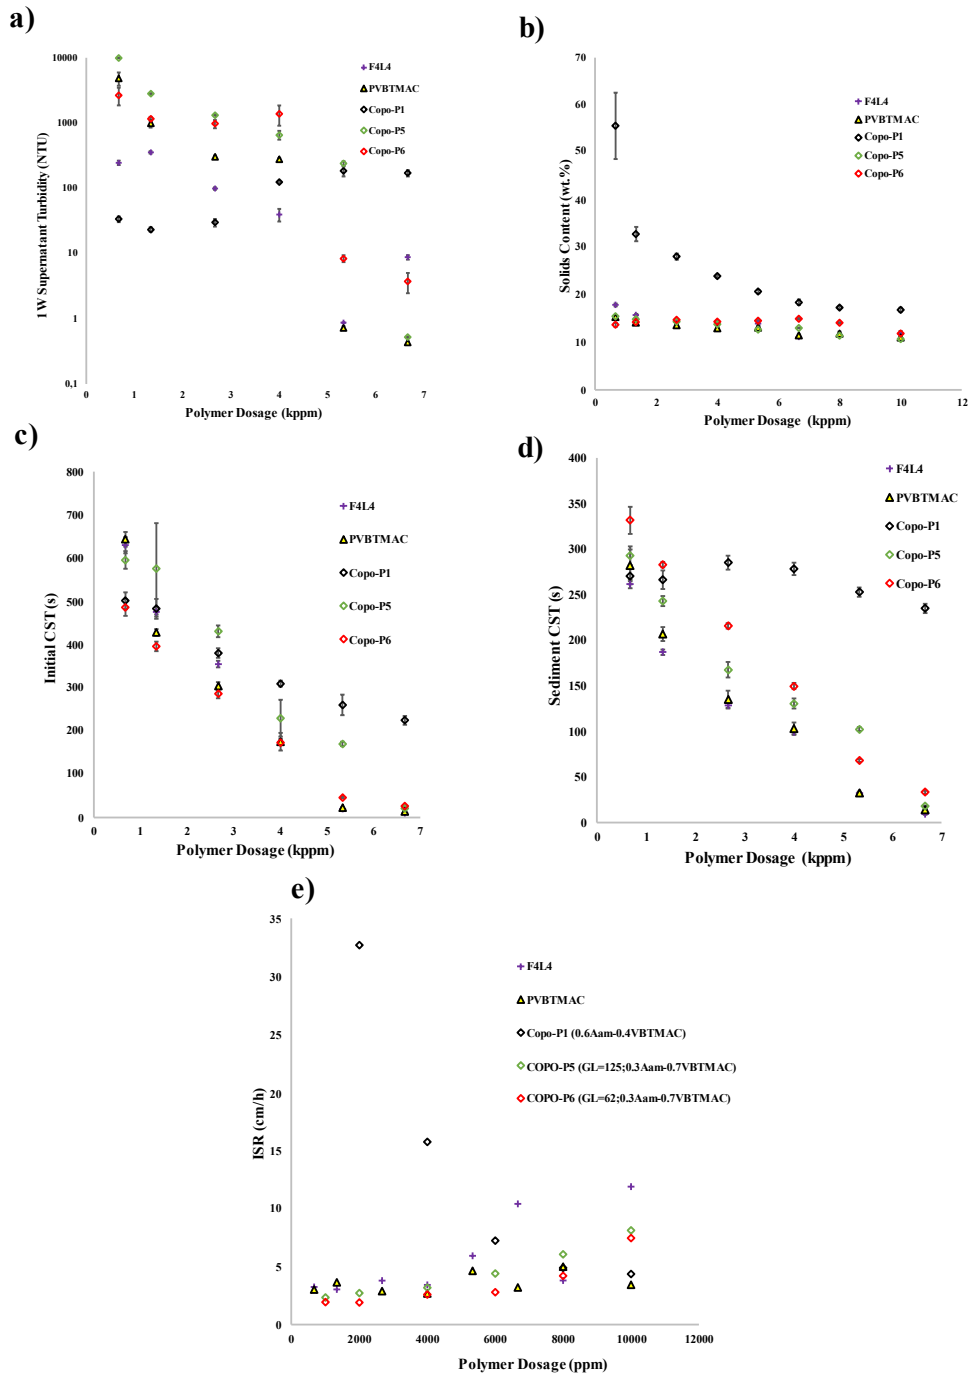 a)
10000
1000
100
10
1
0,1
1W Supernatant Turbidity (NTU)
0 1 2 3 4 5 6 7
Polymer Dosage (kppm)
F4L4
PVBTMAC
Copo-P1
Copo-P5
Copo-P6
b)
70
60
50
40
30
20
10
0
Solids Content (wt.%)
0 2 4 6 8 10 12
Polymer Dosage (kppm)
F4L4
PVBTMAC
Copo-P1
Copo-P5
Copo-P6
c)
800
700
600
500
400
300
200
100
0
Initial CST (s)
0 1 2 3 4 5 6 7
Polymer Dosage (kppm)
F4L4
PVBTMAC
Copo-P1
Copo-P5
Copo-P6
d)
400
350
300
250
200
150
100
50
0
Sediment CST (s)
0 1 2 3 4 5 6 7
Polymer Dosage (kppm)
F4L4
PVBTMAC
Copo-P1
Copo-P5
Copo-P6
e)
35
30
25
20
15
10
5
0
ISR (cm/h)
0 2000 4000 6000 8000 10000 12000
Polymer Dosage (ppm)
F4L4
PVBTMAC
Copo-P1 (0.6Aam-0.4VBTMAC)
COPO-P5 (GL=125;0.3Aam-0.7VBTMAC)
COPO-P6 (GL=62;0.3Aam-0.7VBTMAC)